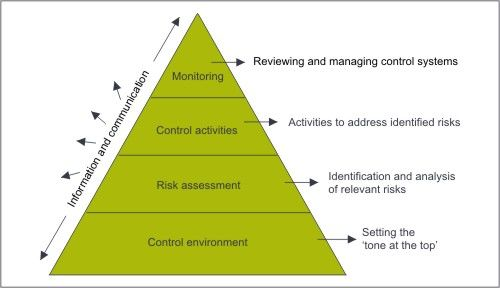 Monitoring
Reviewing and managing control systems
Information and communication
Control activities
Activities to address identified risks
Risk assessment
Identification and analysis
of relevant risks
Control environment
Setting the
‘tone at the top’